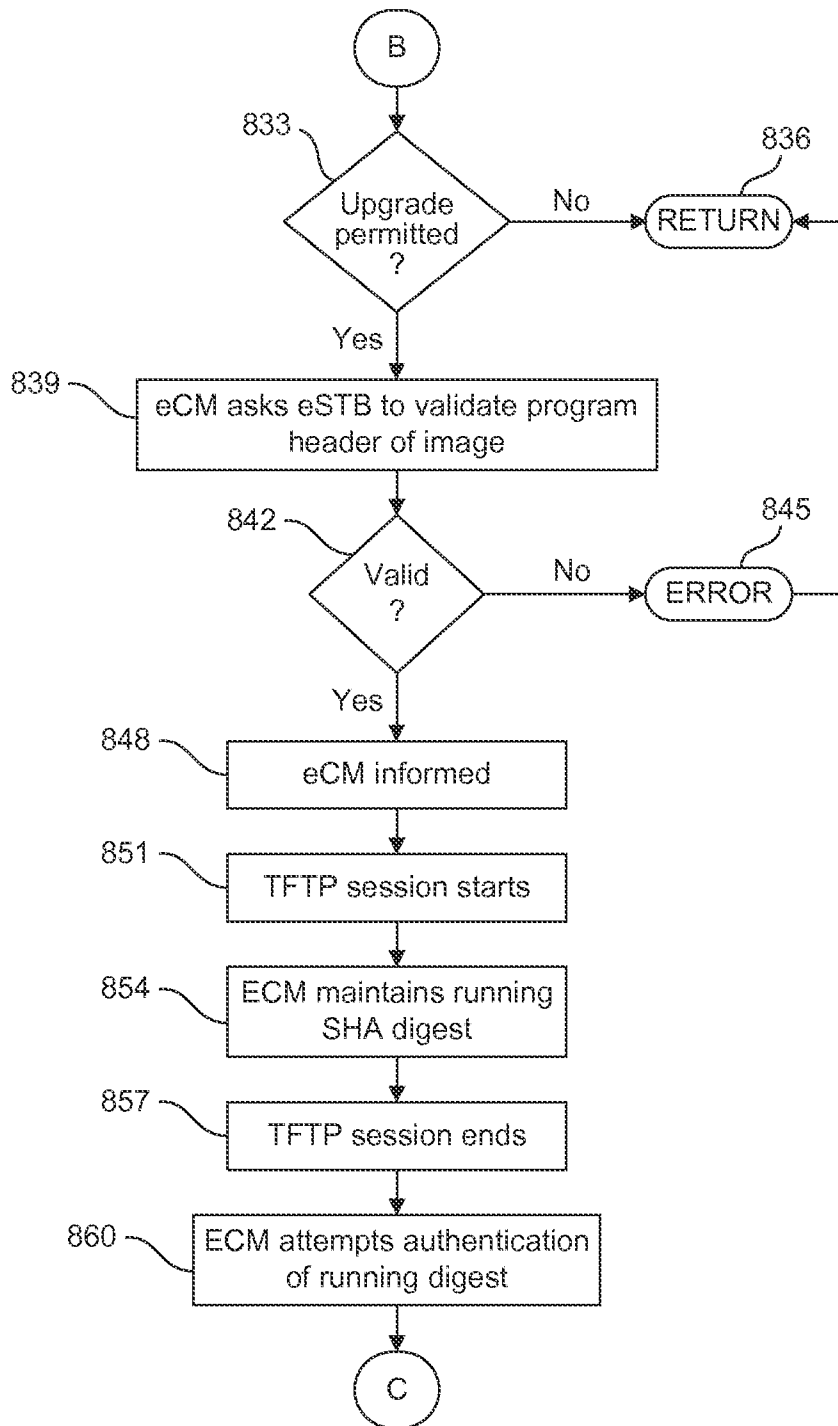 B
833
836
Upgrade
permitted
?
No
RETURN
Yes
839
eCM asks eSTB to validate program
header of image
842
845
Valid
?
No
ERROR
Yes
848
eCM informed
851
TFTP session starts
854
ECM maintains running
SHA digest
857
TFTP session ends
860
ECM attempts authentication
of running digest
C